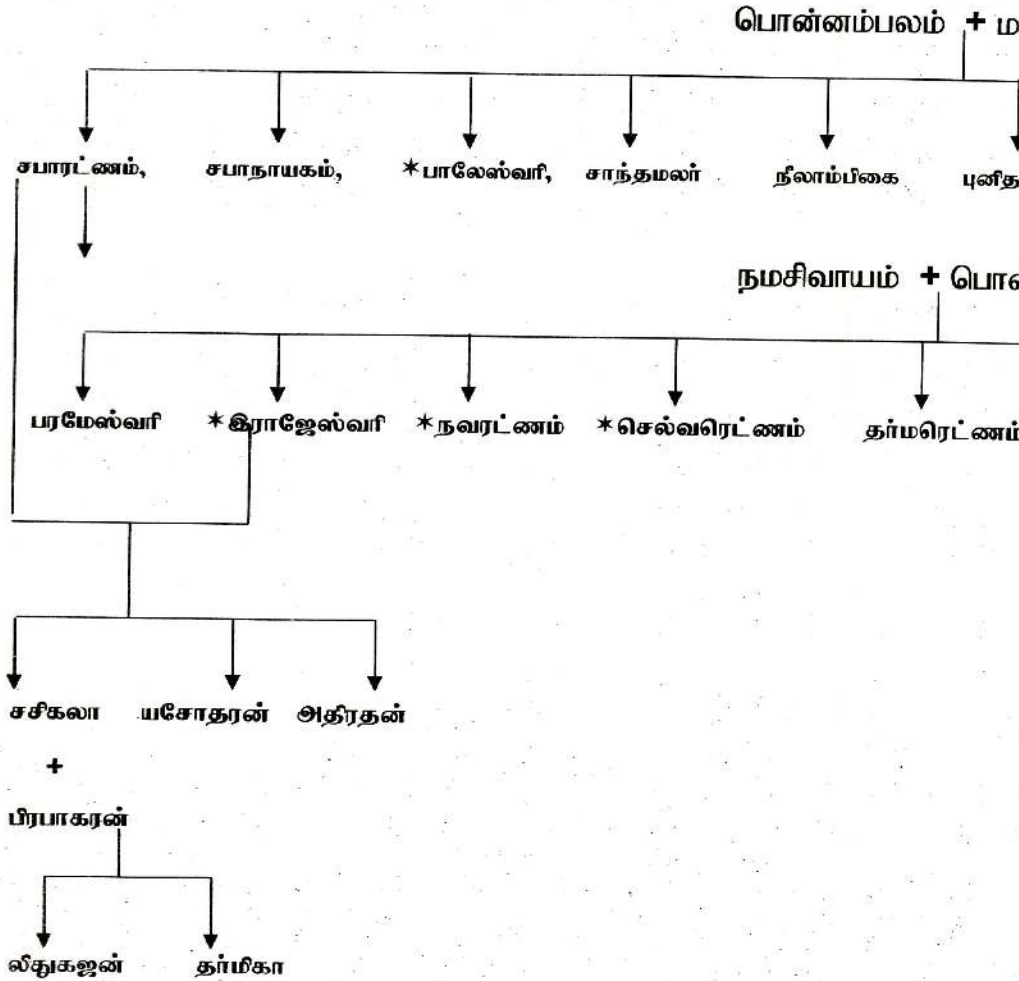 பொன்னம்பலம் + ம
சபாரட்ணம், சபாநாயகம், *பாலேஸ்வரி, சாந்தமலர் நீலாம்பிகை புனித
நமசிவாயம் + பொ
பரமேஸ்வரி *இராஜேஸ்வரி *நவரட்ணம் *செல்வரெட்ணம் தர்மரெட்ணம்
சசிகலா யசோதரன் அதிரதன்
+
பிரபாகரன்
லிதுகஜன் தர்மிகா